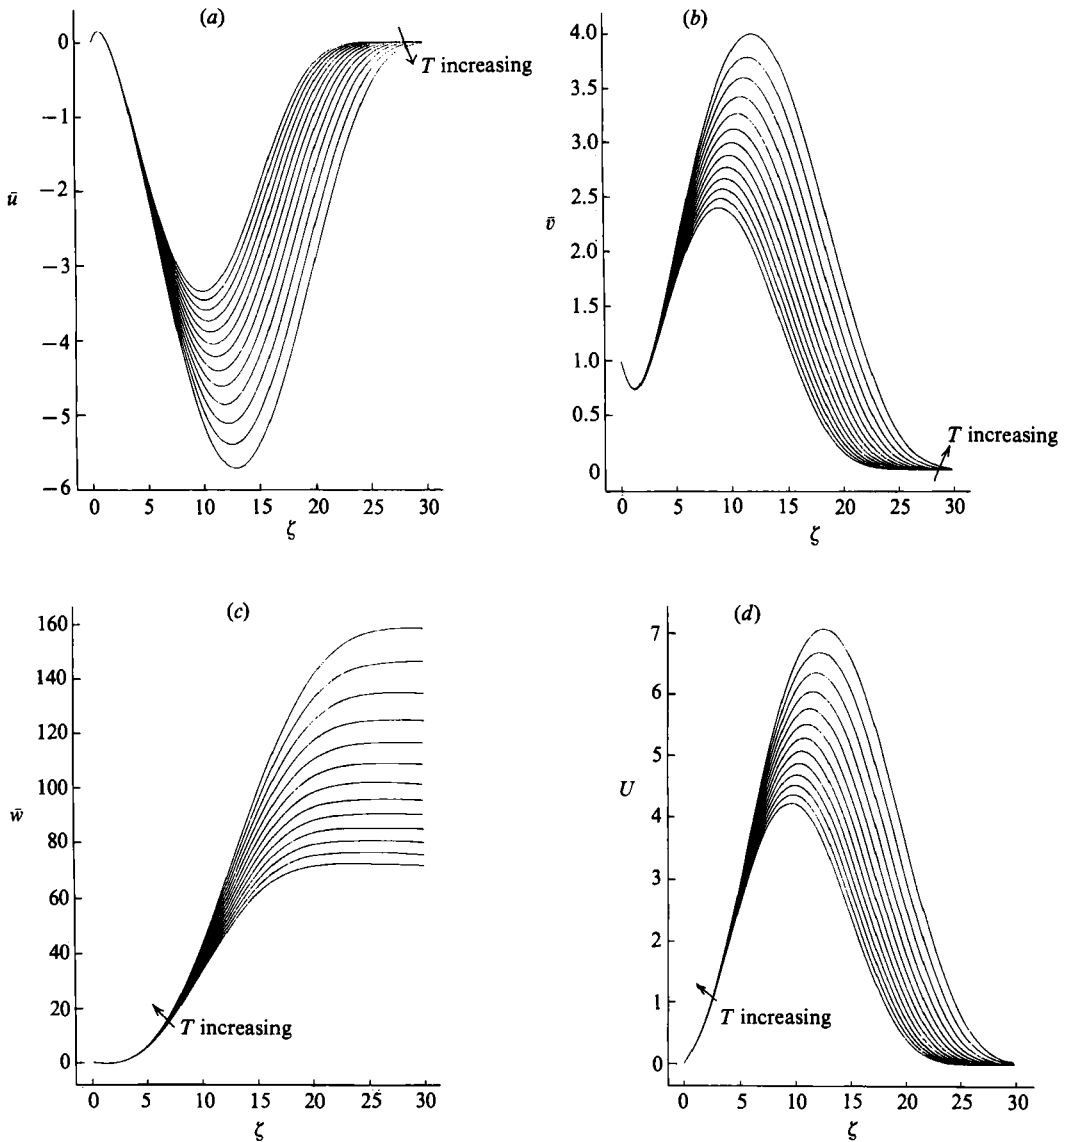 (a)
0
−1
−2
−3
−4
−5
−6
ū
T increasing
0 5 10 15 20 25 30
ζ
(b)
4.0
3.5
3.0
2.5
2.0
1.5
1.0
0.5
0
v̄
T increasing
0 5 10 15 20 25 30
ζ
(c)
160
140
120
100
80
60
40
20
0
w̄
T increasing
0 5 10 15 20 25 30
ζ
(d)
7
6
5
4
3
2
1
0
U
T increasing
0 5 10 15 20 25 30
ζ